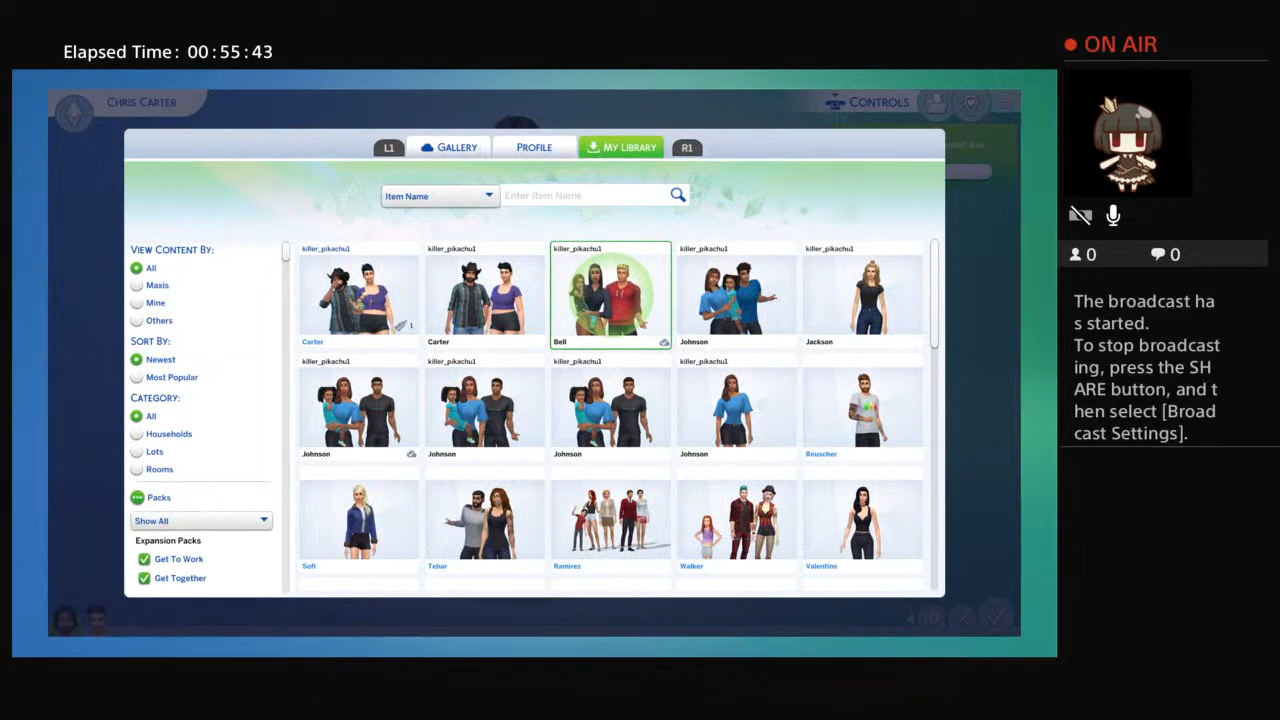 Elapsed Time: 00:55:43
ON AIR
CHRIS CARTER
CONTROLS
L1
GALLERY
PROFILE
MY LIBRARY
R1
Item Name
Enter Item Name
VIEW CONTENT BY:
All
Maxis
Mine
Others
SORT BY:
Newest
Most Popular
CATEGORY:
All
Households
Lots
Rooms
Packs
Show All
Expansion Packs
Get To Work
Get Together
killer_pikachu1
killer_pikachu1
killer_pikachu1
killer_pikachu1
killer_pikachu1
1
Carter
Carter
Bell
Johnson
Jackson
killer_pikachu1
killer_pikachu1
killer_pikachu1
killer_pikachu1
Johnson
Johnson
Johnson
Johnson
Reuscher
Sofi
Tebar
Ramirez
Walker
Valentine
0
0
The broadcast ha
s started.
To stop broadcast
ing, press the SH
ARE button, and t
hen select [Broad
cast Settings].